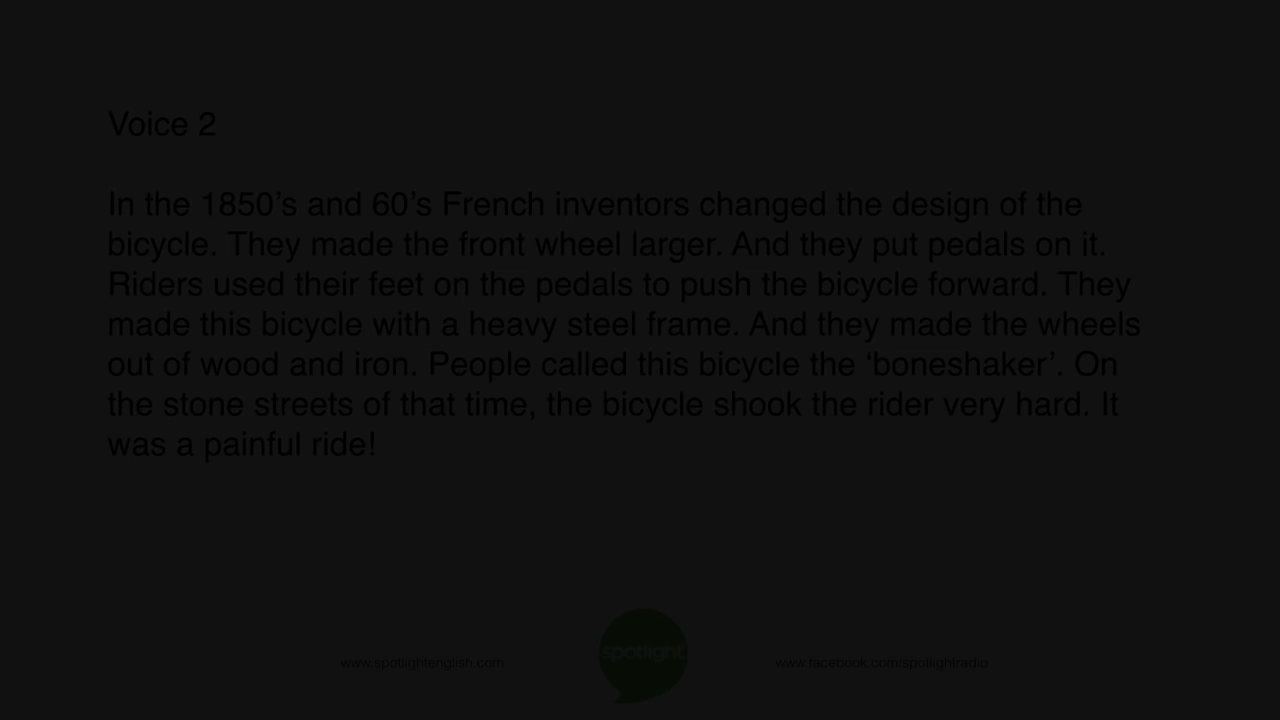 Voice 2
In the 1850’s and 60’s French inventors changed the design of the
bicycle. They made the front wheel larger. And they put pedals on it.
Riders used their feet on the pedals to push the bicycle forward. They
made this bicycle with a heavy steel frame. And they made the wheels
out of wood and iron. People called this bicycle the ‘boneshaker’. On
the stone streets of that time, the bicycle shook the rider very hard. It
was a painful ride!
spotlight
www.spotlightenglish.com
www.facebook.com/spotlightradio